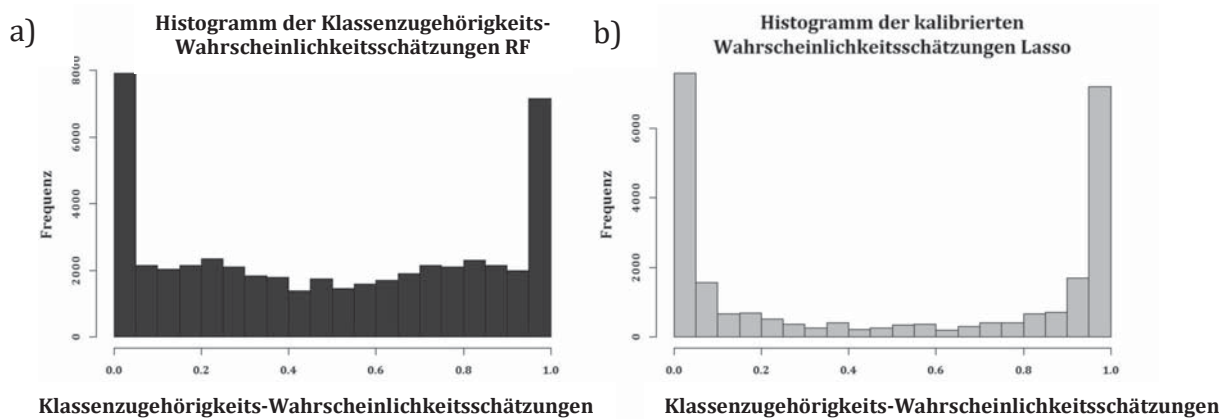 a)
Histogramm der Klassenzugehörigkeits-
Wahrscheinlichkeitsschätzungen RF
Frequenz
0
2000
4000
6000
8000
0.0 0.2 0.4 0.6 0.8 1.0
Klassenzugehörigkeits-Wahrscheinlichkeitsschätzungen
b)
Histogramm der kalibrierten
Wahrscheinlichkeitsschätzungen Lasso
Frequenz
0
2000
4000
6000
0.0 0.2 0.4 0.6 0.8 1.0
Klassenzugehörigkeits-Wahrscheinlichkeitsschätzungen